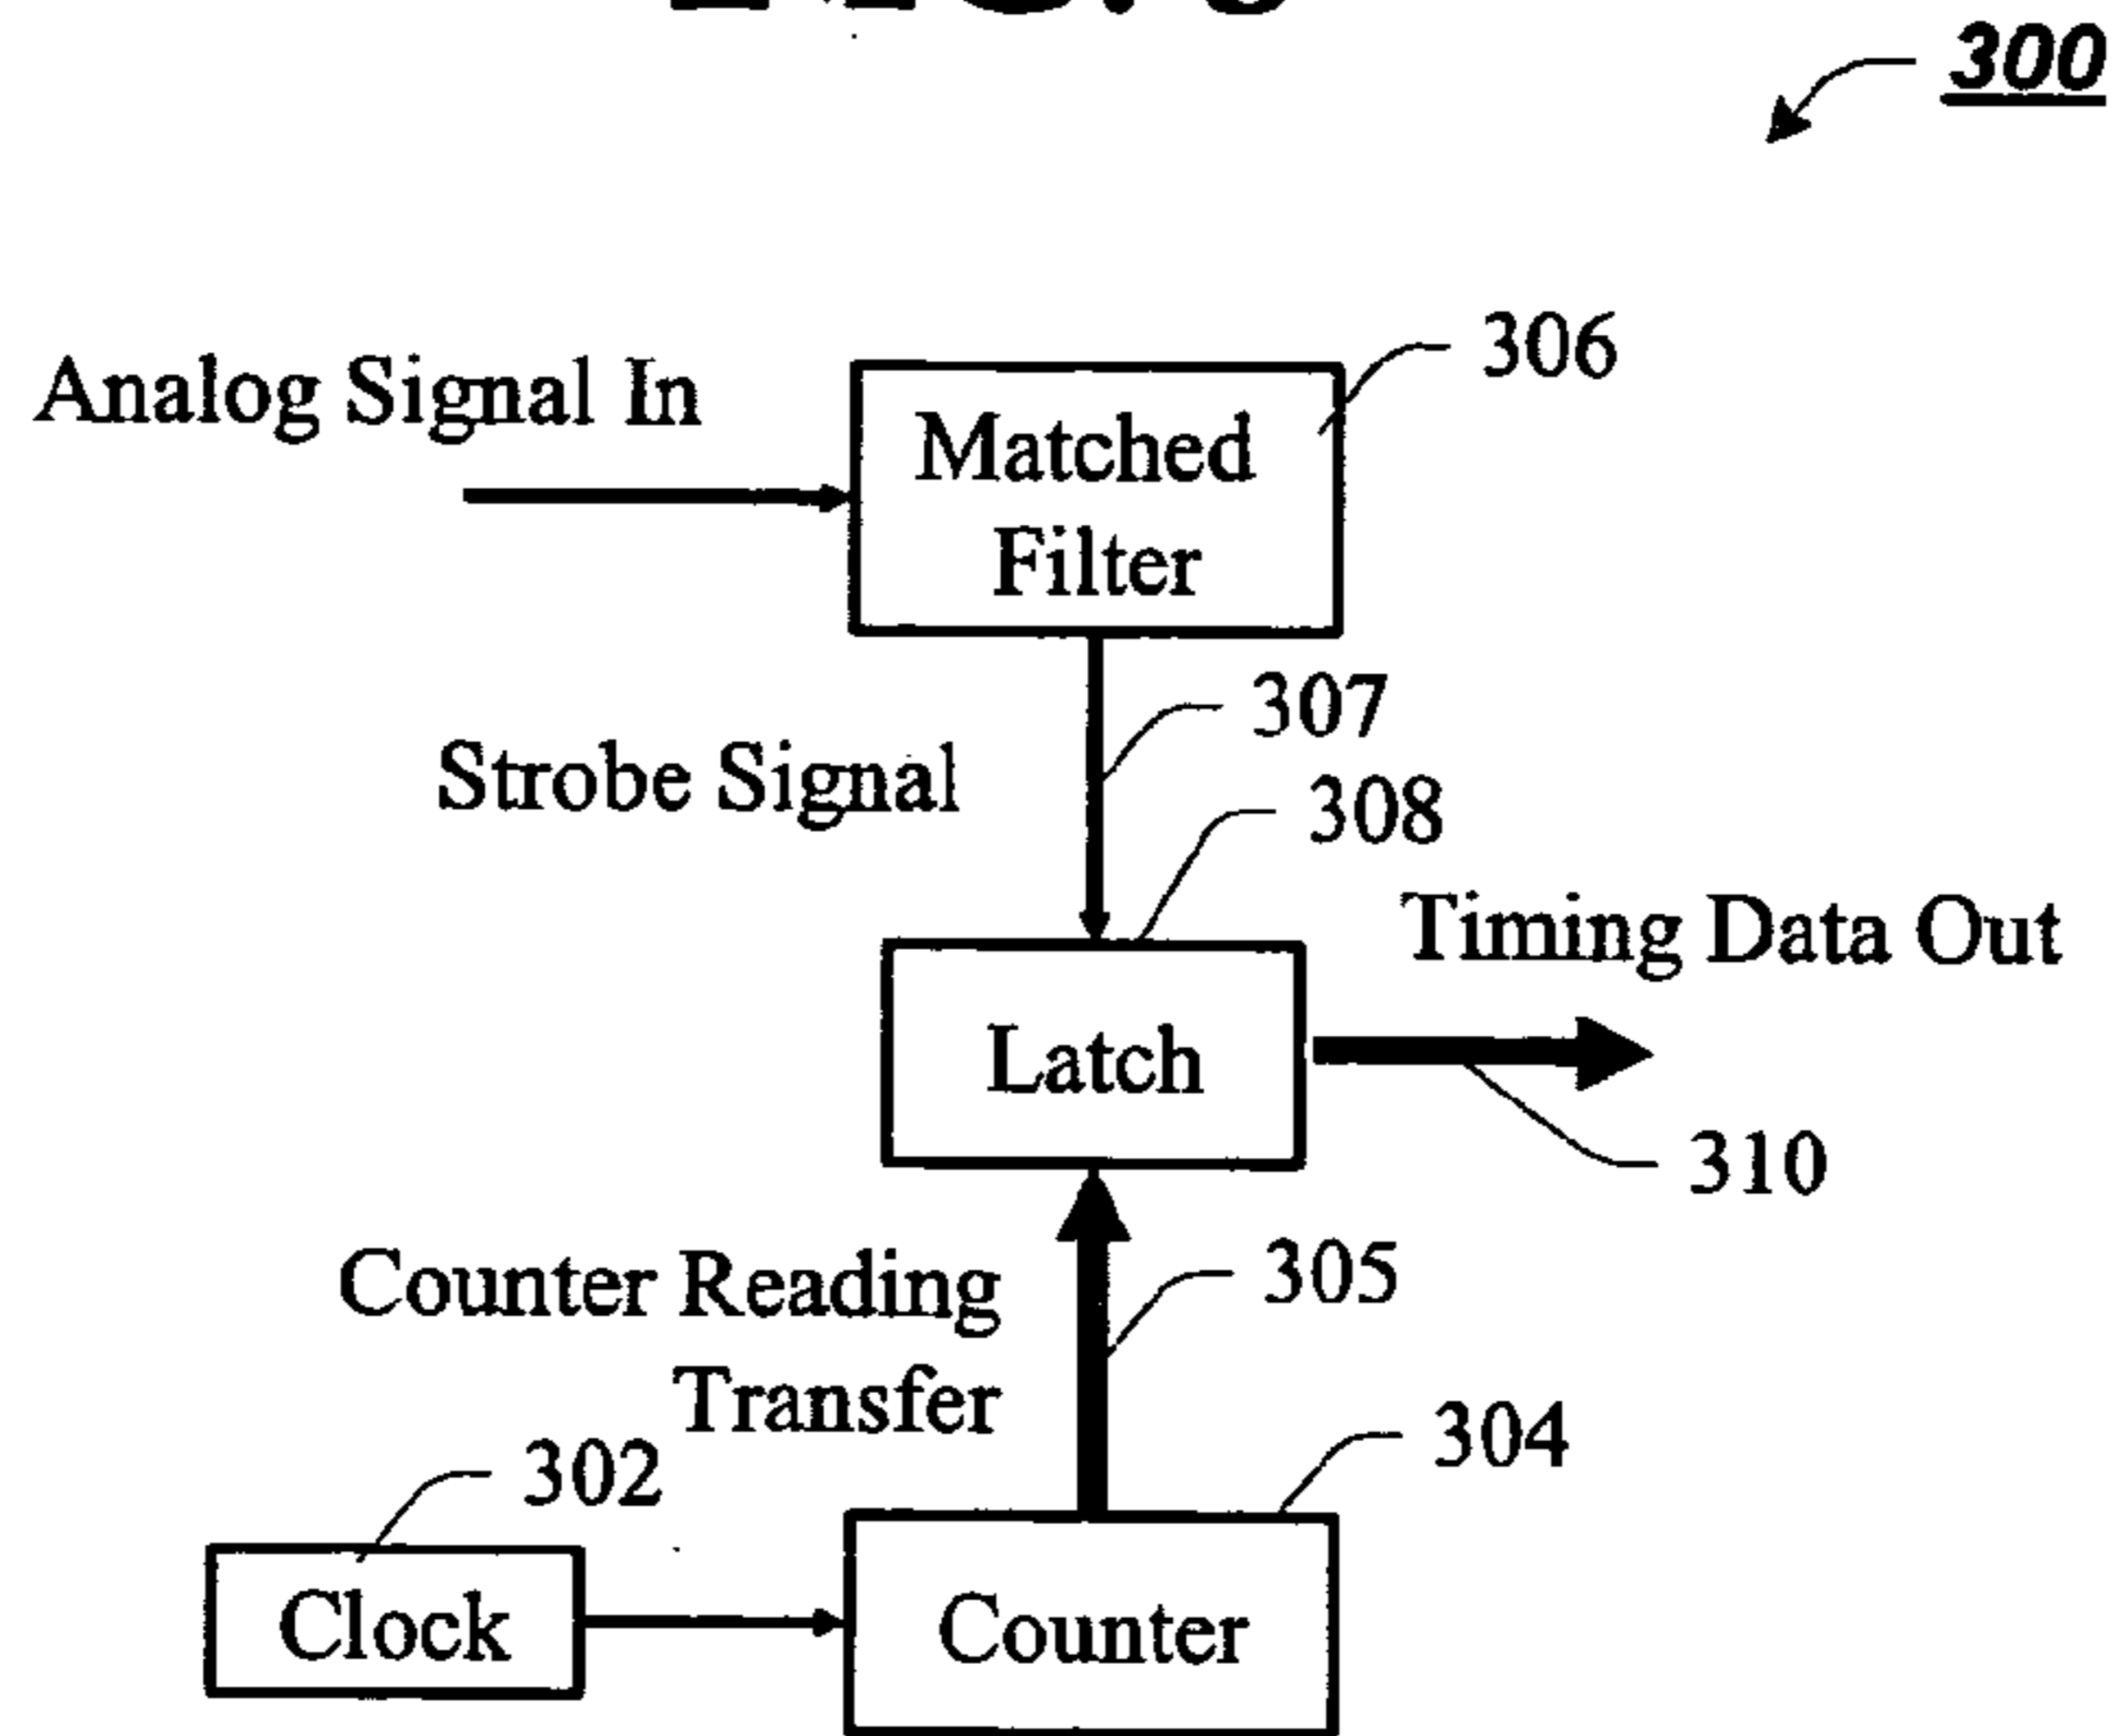 300
306
Analog Signal In
Matched
Filter
307
Strobe Signal
308
Timing Data Out
Latch
310
Counter Reading
Transfer
305
304
302
Clock
Counter